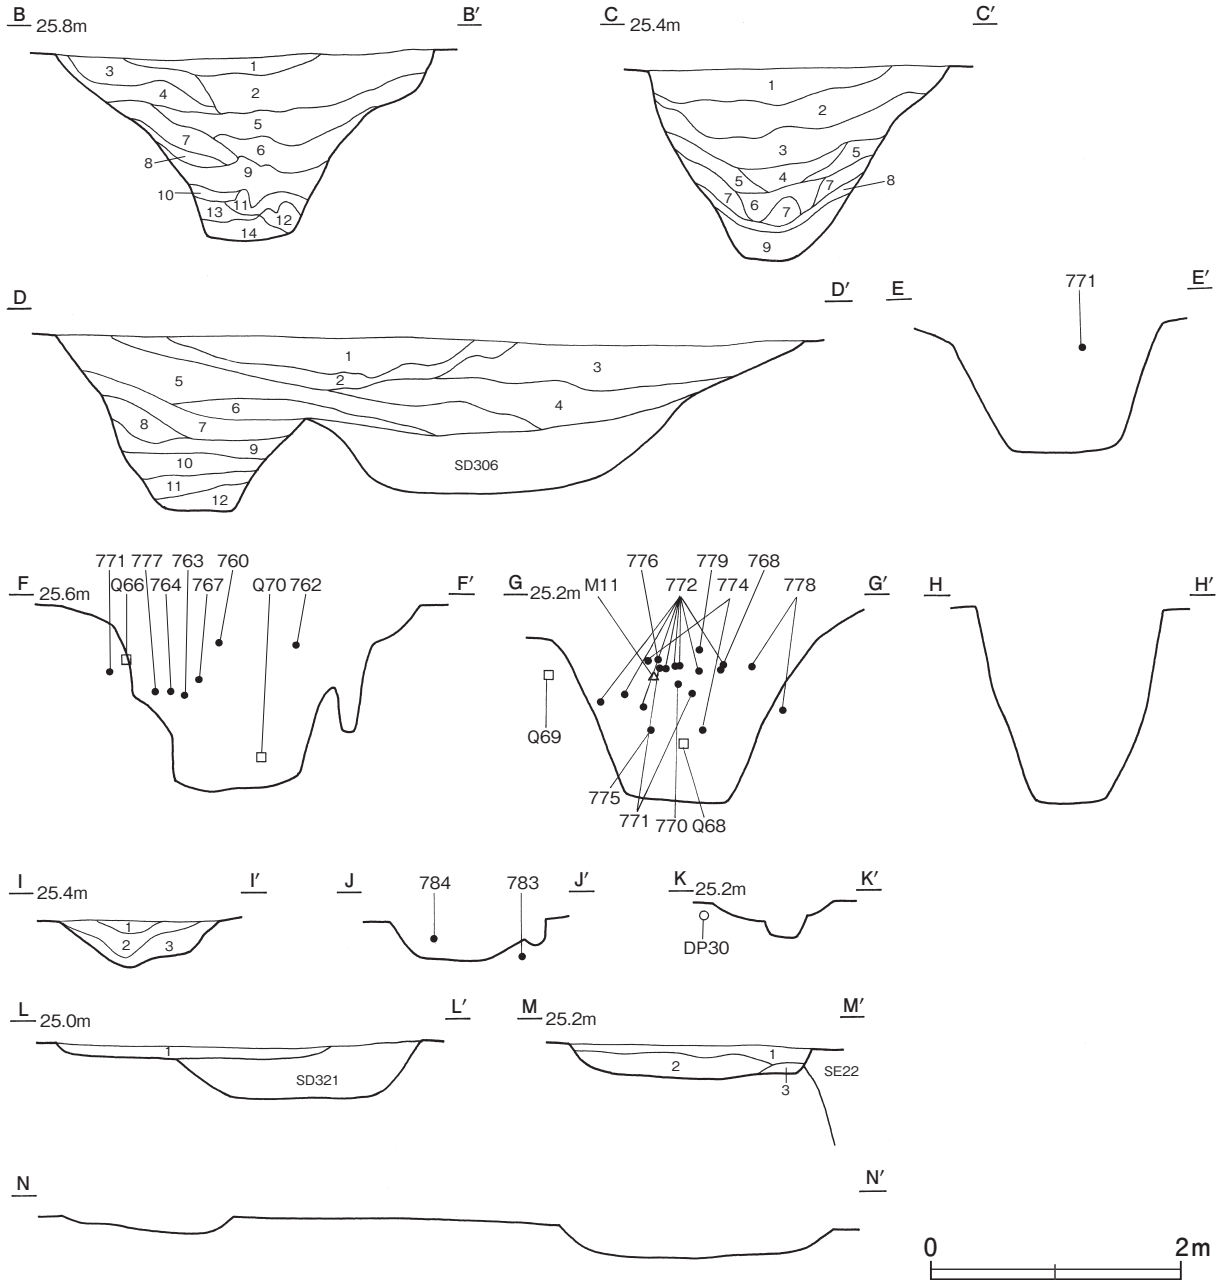 B 25.8m B′ C 25.4m C′
1
3
2
4
5
7
6
8
9
10
11
13
12
14
1
2
3
5
4
5
7
8
7
6
7
9
D D′ E 771 E′
1
3
2
5
4
6
7
8
9
10
11
12
SD306
F 25.6m F′
771 777 763 760
Q66 764 767 Q70 762
G 25.2m G′
776 779 768
M11 772 774 778
Q69
775
771 770 Q68
H H′
I 25.4m I′
1
2 3
J 784 783 J′
K 25.2m K′
DP30
L 25.0m L′
1
SD321
M 25.2m M′
1
2
3
SE22
N N′
0 2m